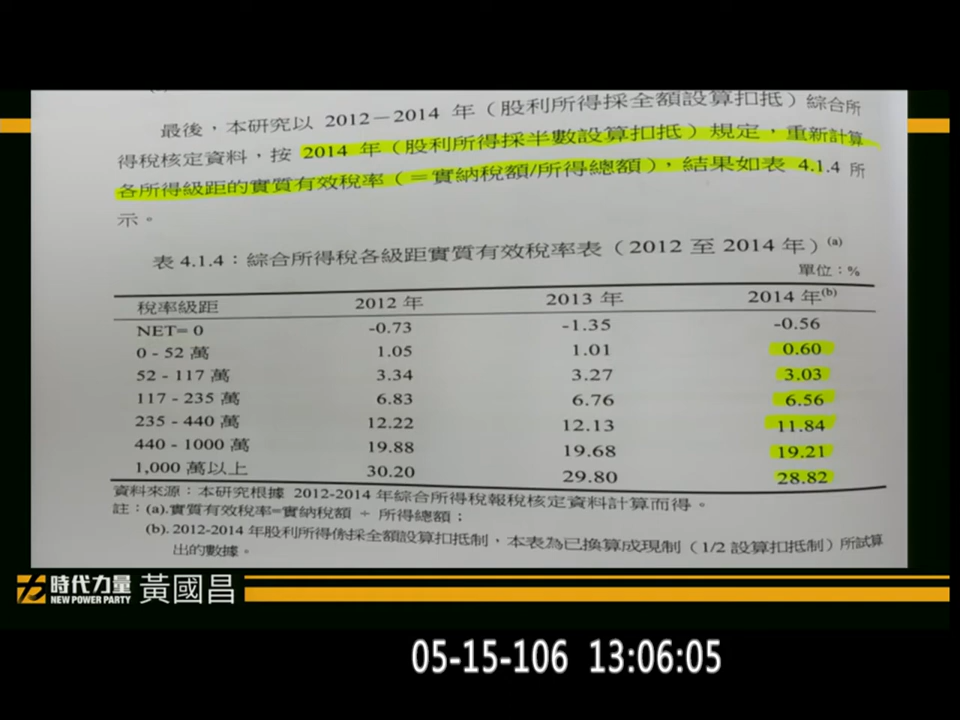 最後，本研究以 2012－2014 年（股利所得採全額設算扣抵）綜合所
得稅核定資料，按 2014 年（股利所得採半數設算扣抵）規定，重新計算
各所得級距的實質有效稅率（＝實納稅額/所得總額），結果如表 4.1.4 所
示。
表 4.1.4：綜合所得稅各級距實質有效稅率表（2012 至 2014 年）(a)
單位：%
稅率級距 2012 年 2013 年 2014 年(b)
NET= 0 -0.73 -1.35 -0.56
0 - 52 萬 1.05 1.01 0.60
52 - 117 萬 3.34 3.27 3.03
117 - 235 萬 6.83 6.76 6.56
235 - 440 萬 12.22 12.13 11.84
440 - 1000 萬 19.88 19.68 19.21
1,000 萬以上 30.20 29.80 28.82
資料來源：本研究根據 2012-2014 年綜合所得稅報稅核定資料計算而得。
註：(a).實質有效稅率=實納稅額 ÷ 所得總額；
(b). 2012-2014 年股利所得係採全額設算扣抵制，本表為已換算成現制（1/2 設算扣抵制）所試算
出的數據。
時代力量 黃國昌
NEW POWER PARTY
05-15-106 13:06:05